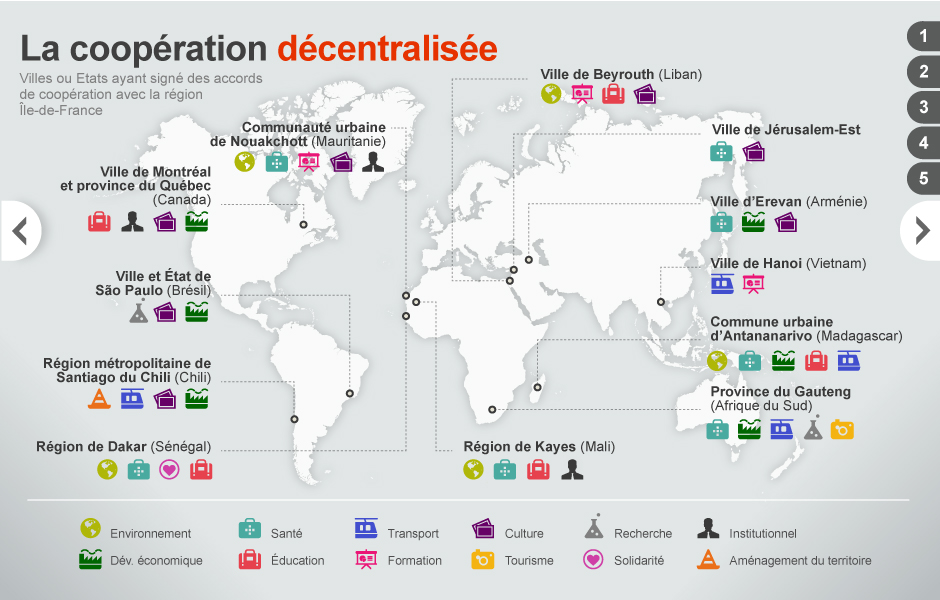 La coopération décentralisée
Villes ou Etats ayant signé des accords
de coopération avec la région
Île-de-France
1
2
3
4
5
Ville de Beyrouth (Liban)
Communauté urbaine
de Nouakchott (Mauritanie)
Ville de Jérusalem-Est
Ville de Montréal
et province du Québec
(Canada)
Ville d'Erevan (Arménie)
Ville de Hanoi (Vietnam)
Ville et État de
São Paulo (Brésil)
Commune urbaine
d'Antananarivo (Madagascar)
Région métropolitaine de
Santiago du Chili (Chili)
Province du Gauteng
(Afrique du Sud)
Région de Dakar (Sénégal)
Région de Kayes (Mali)
Environnement
Santé
Transport
Culture
Recherche
Institutionnel
Dév. économique
Éducation
Formation
Tourisme
Solidarité
Aménagement du territoire